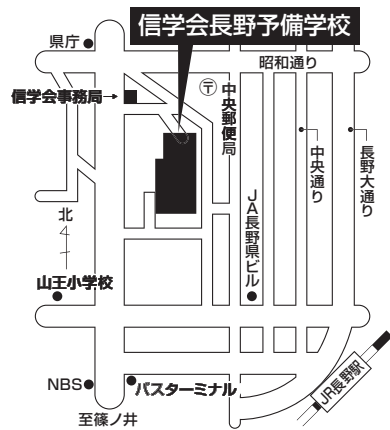 信学会長野予備学校
県庁
昭和通り
信学会事務局→
〒
中央郵便局
中央通り
長野大通り
JA長野県ビル
北
山王小学校
NBS
バスターミナル
JR長野駅
至篠ノ井